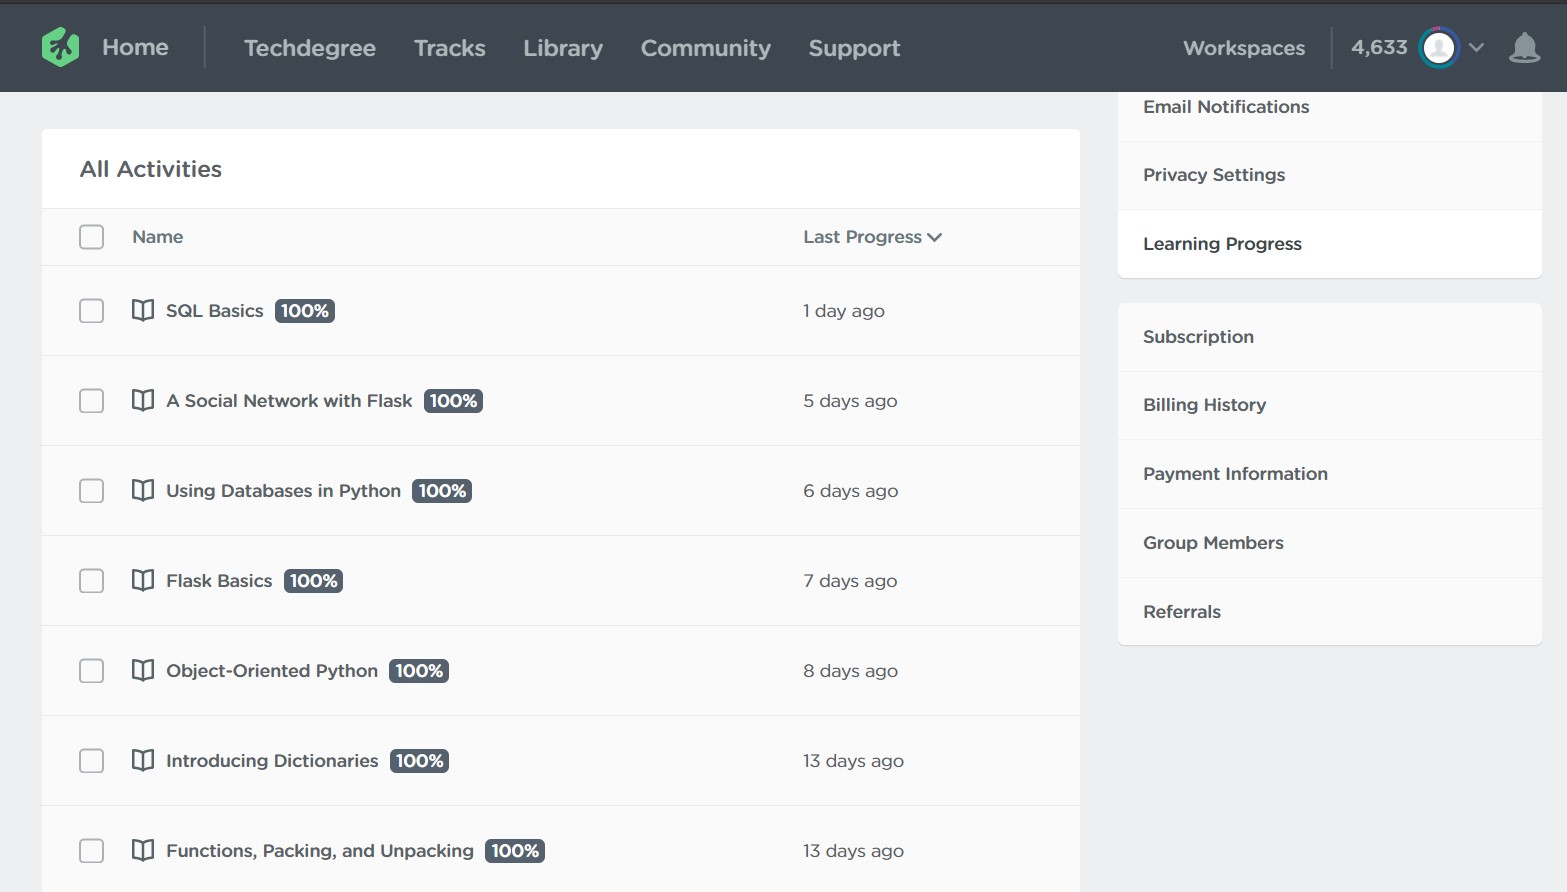 Home Techdegree Tracks Library Community Support Workspaces 4,633
All Activities
Name Last Progress
SQL Basics 100% 1 day ago
A Social Network with Flask 100% 5 days ago
Using Databases in Python 100% 6 days ago
Flask Basics 100% 7 days ago
Object-Oriented Python 100% 8 days ago
Introducing Dictionaries 100% 13 days ago
Functions, Packing, and Unpacking 100% 13 days ago
Email Notifications
Privacy Settings
Learning Progress
Subscription
Billing History
Payment Information
Group Members
Referrals